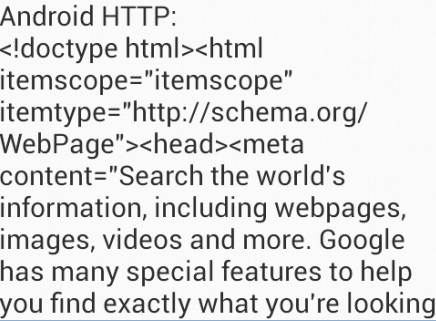 Android HTTP:
<!doctype html><html
itemscope="itemscope"
itemtype="http://schema.org/
WebPage"><head><meta
content="Search the world's
information, including webpages,
images, videos and more. Google
has many special features to help
you find exactly what you're looking